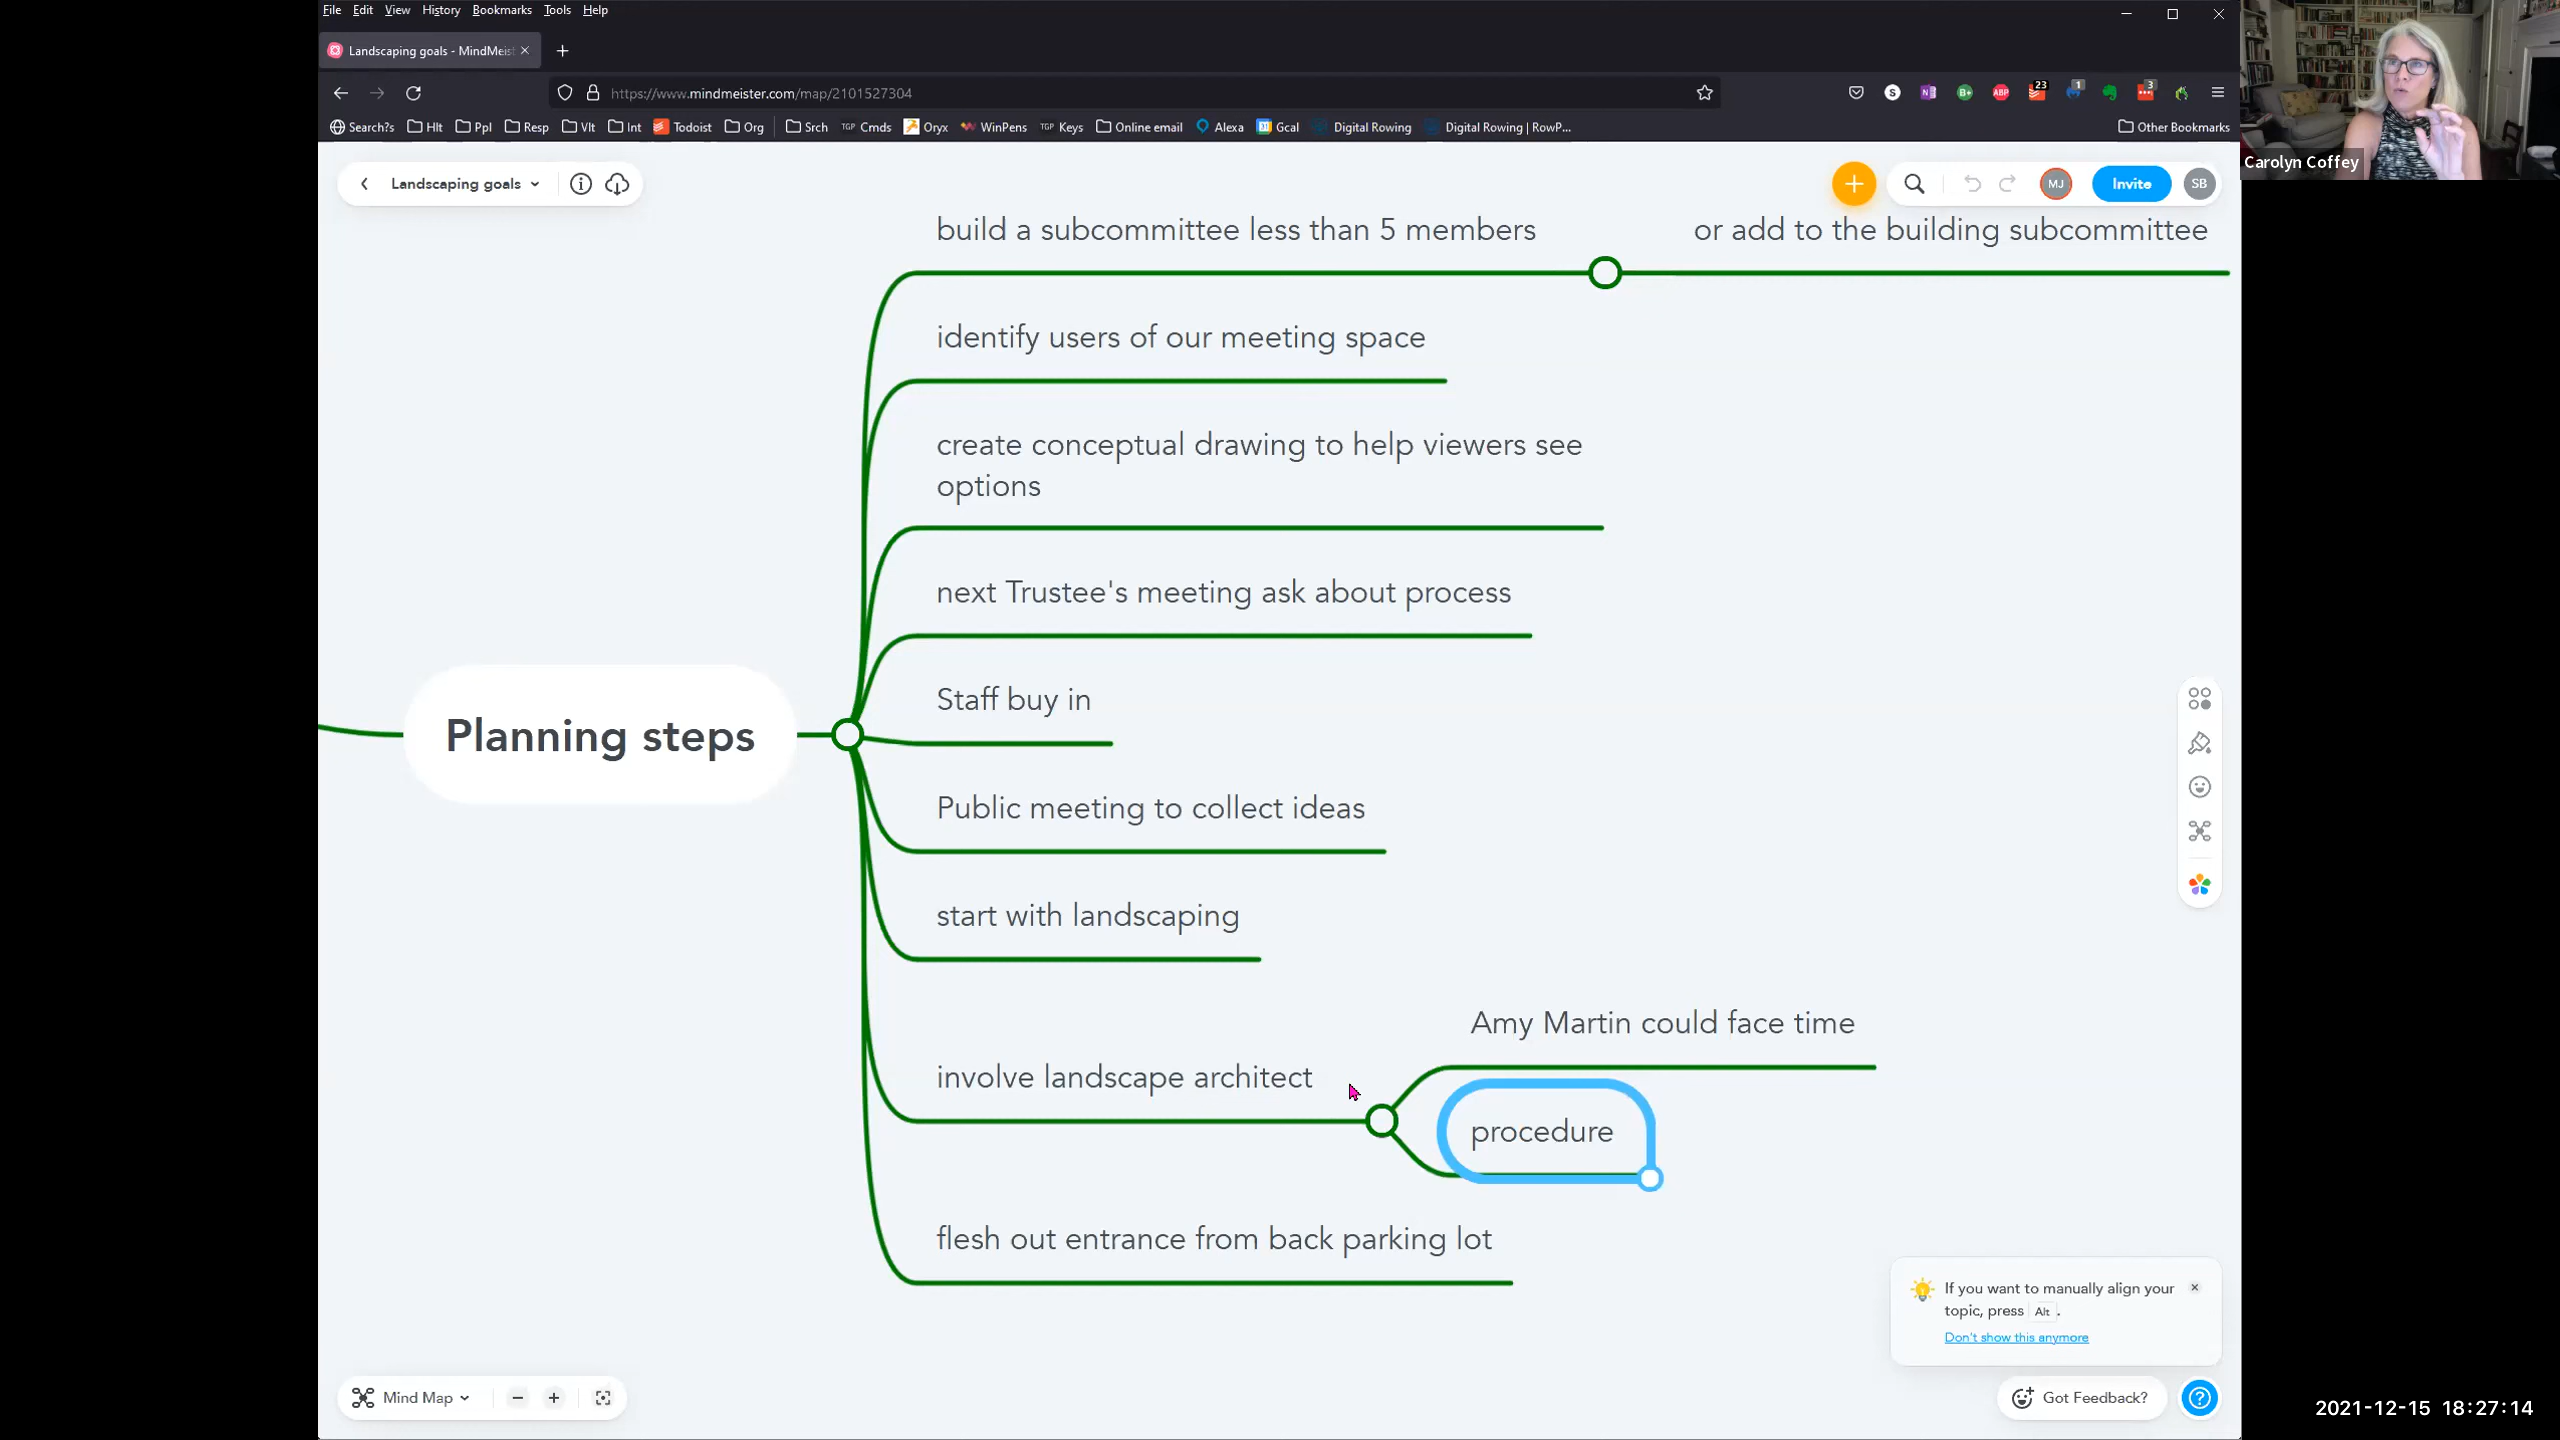 File Edit View History Bookmarks Tools Help
Landscaping goals - MindMeist
https://www.mindmeister.com/map/2101527304
23 1 3
Search?s Hlt Ppl Resp Vlt Int Todoist Org Srch TGP Cmds Oryx WinPens TGP Keys Online email Alexa Gcal Digital Rowing Digital Rowing | RowP... Other Bookmarks
Carolyn Coffey
Landscaping goals
MJ Invite SB
build a subcommittee less than 5 members
or add to the building subcommittee
identify users of our meeting space
create conceptual drawing to help viewers see
options
next Trustee's meeting ask about process
Staff buy in
Planning steps
Public meeting to collect ideas
start with landscaping
Amy Martin could face time
involve landscape architect
procedure
flesh out entrance from back parking lot
If you want to manually align your
topic, press Alt .
Don't show this anymore
Mind Map
Got Feedback?
2021-12-15 18:27:14